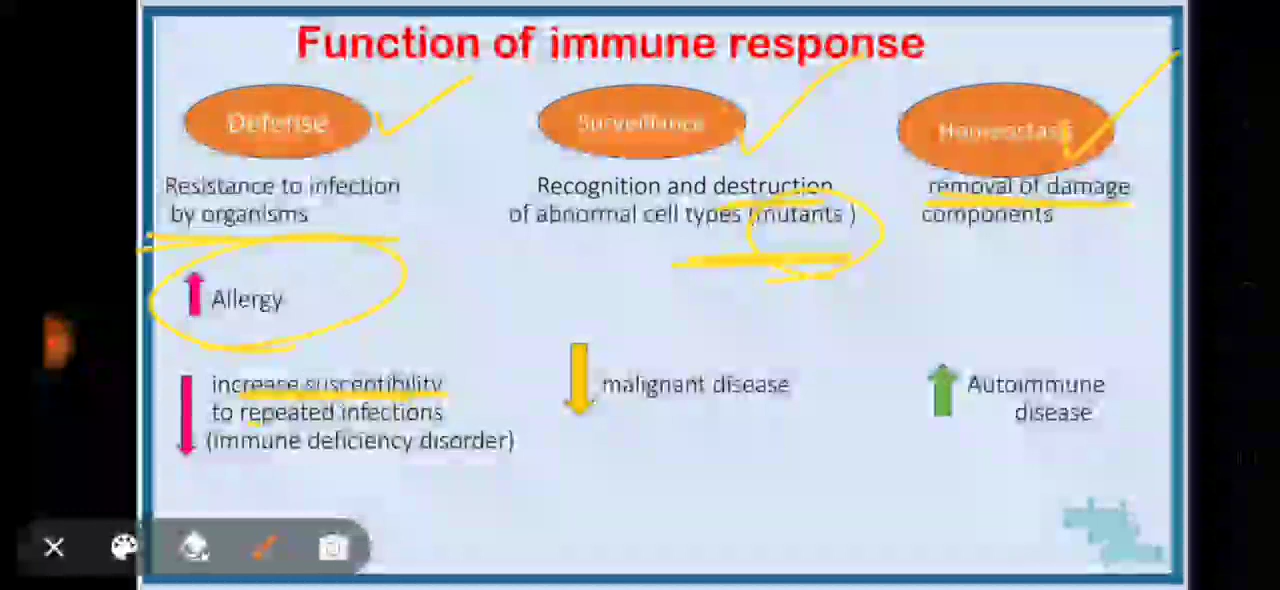 Function of immune response
Defense
Surveillance
Homeostasis
Resistance to infection
by organisms
Recognition and destruction
of abnormal cell types (mutants )
removal of damage
components
Allergy
increase susceptibility
to repeated infections
(immune deficiency disorder)
malignant disease
Autoimmune
disease